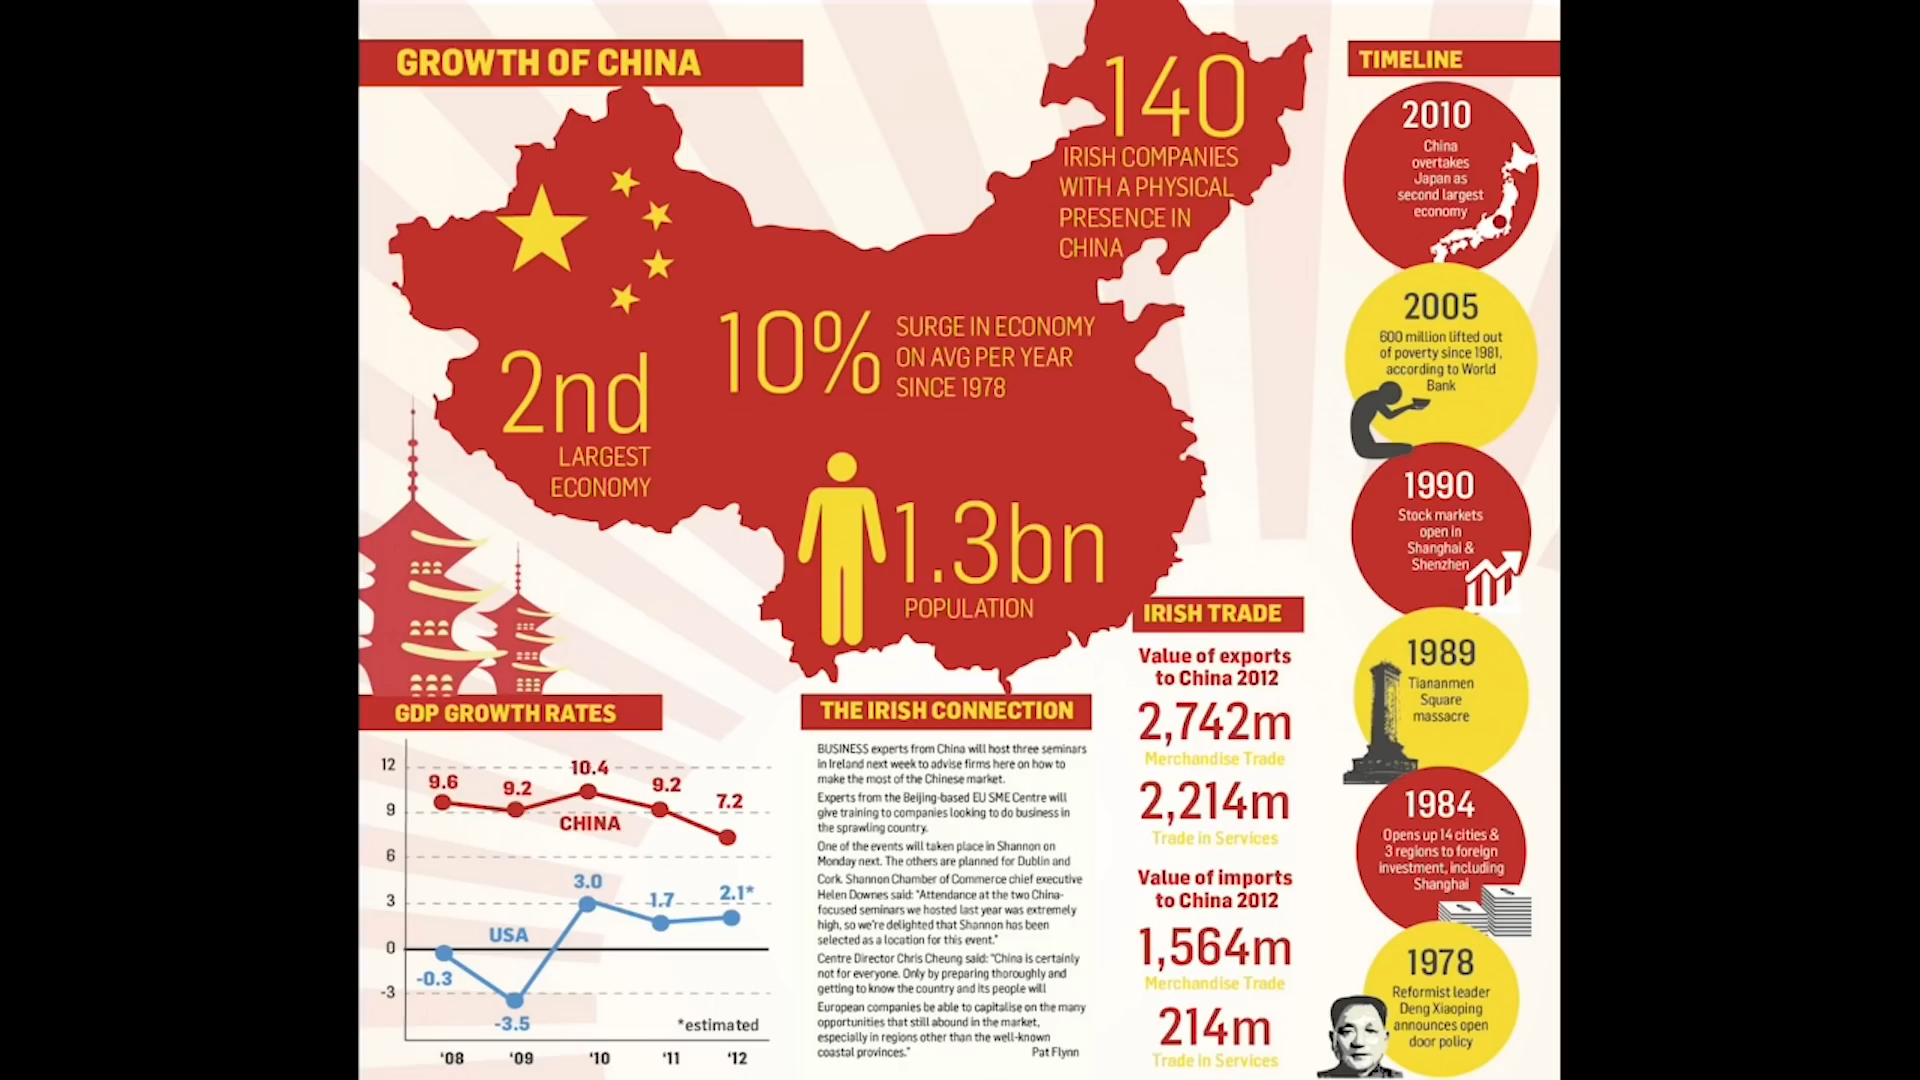 GROWTH OF CHINA
140
IRISH COMPANIES
WITH A PHYSICAL
PRESENCE IN
CHINA
10%
SURGE IN ECONOMY
ON AVG PER YEAR
SINCE 1978
2nd
LARGEST
ECONOMY
1.3bn
POPULATION
TIMELINE
2010
China
overtakes
Japan as
second largest
economy
2005
600 million lifted out
of poverty since 1981,
according to World
Bank
1990
Stock markets
open in
Shanghai &
Shenzhen
1989
Tiananmen
Square
massacre
1984
Opens up 14 cities &
3 regions to foreign
investment, including
Shanghai
1978
Reformist leader
Deng Xiaoping
announces open
door policy
GDP GROWTH RATES
12
9
6
3
0
-3
9.6
9.2
10.4
9.2
7.2
CHINA
3.0
1.7
2.1*
USA
-0.3
-3.5
*estimated
'08
'09
'10
'11
'12
THE IRISH CONNECTION
BUSINESS experts from China will host three seminars
in Ireland next week to advise firms here on how to
make the most of the Chinese market.
Experts from the Beijing-based EU SME Centre will
give training to companies looking to do business in
the sprawling country.
One of the events will taken place in Shannon on
Monday next. The others are planned for Dublin and
Cork. Shannon Chamber of Commerce chief executive
Helen Downes said: "Attendance at the two China-
focused seminars we hosted last year was extremely
high, so we're delighted that Shannon has been
selected as a location for this event."
Centre Director Chris Cheung said: "China is certainly
not for everyone. Only by preparing thoroughly and
getting to know the country and its people will
European companies be able to capitalise on the many
opportunities that still abound in the market,
especially in regions other than the well-known
coastal provinces."
Pat Flynn
IRISH TRADE
Value of exports
to China 2012
2,742m
Merchandise Trade
2,214m
Trade in Services
Value of imports
to China 2012
1,564m
Merchandise Trade
214m
Trade in Services